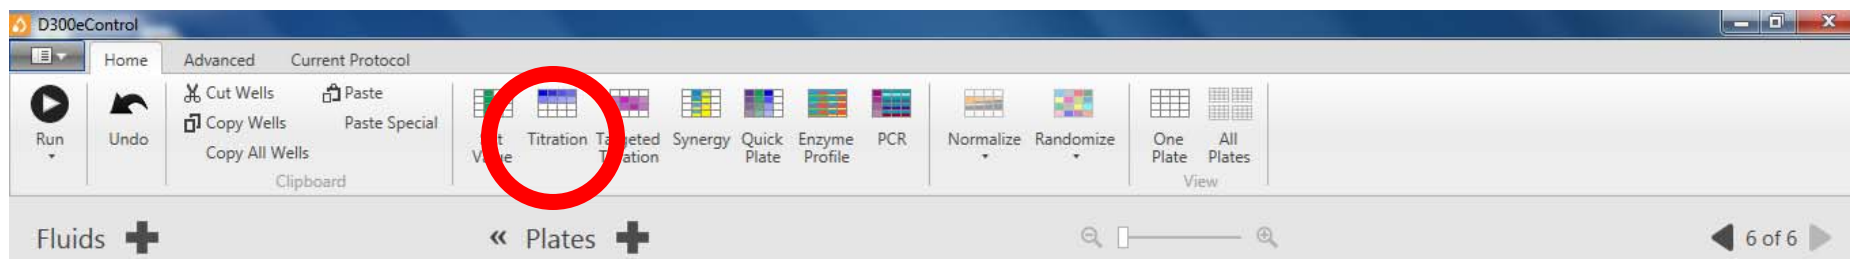 D300eControl
Home Advanced Current Protocol
Cut Wells Paste
Copy Wells Paste Special
Copy All Wells
Clipboard
Run Undo
Titration Synergy Quick Plate Enzyme Profile PCR
Normalize Randomize
One Plate All Plates
View
Fluids Plates 6 of 6